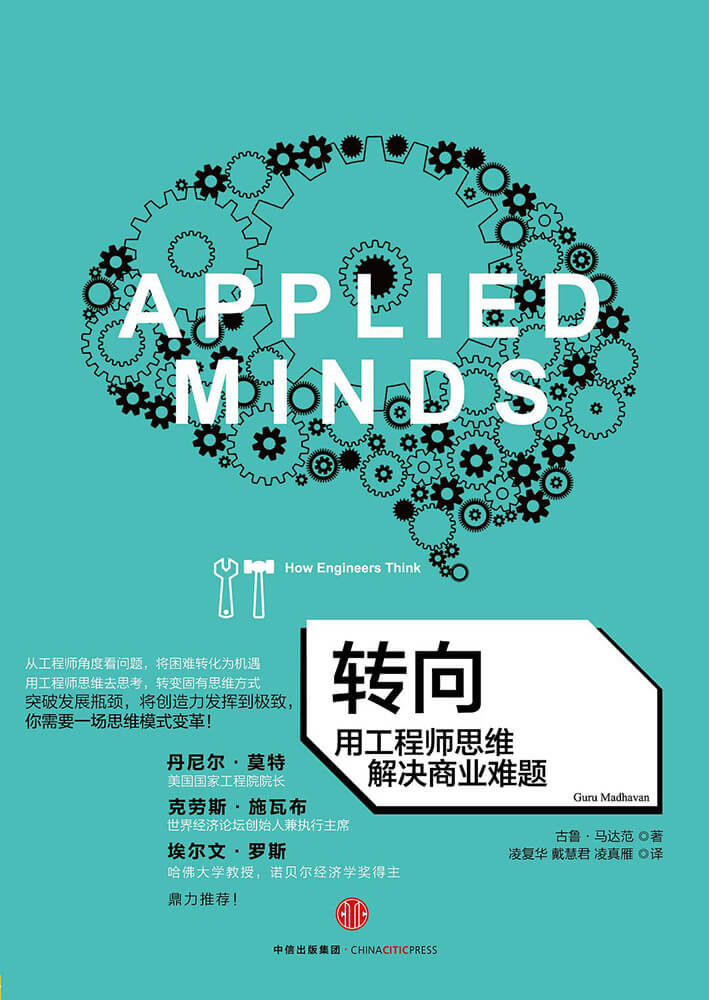 APPLIED
MINDS
How Engineers Think
从工程师角度看问题，将困难转化为机遇
用工程师思维去思考，转变固有思维方式
突破发展瓶颈，将创造力发挥到极致，
你需要一场思维模式变革！
转向
用工程师思维
解决商业难题
Guru Madhavan
丹尼尔·莫特
美国国家工程院院长
克劳斯·施瓦布
世界经济论坛创始人兼执行主席
埃尔文·罗斯
哈佛大学教授，诺贝尔经济学奖得主
鼎力推荐！
古鲁·马达范 ◎著
凌复华 戴慧君 凌真雁 ◎译
中信出版集团·CHINACITICPRESS